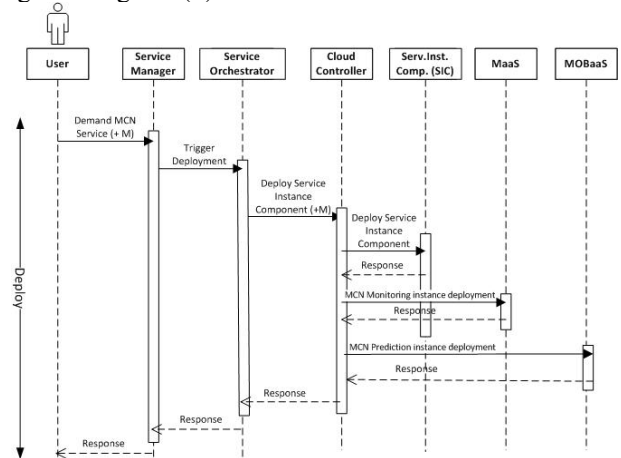 User
Service
Manager
Service
Orchestrator
Cloud
Controller
Serv.Inst.
Comp. (SIC)
MaaS
MOBaaS
Demand MCN
Service (+ M)
Trigger
Deployment
Deploy Service
Instance
Component (+M)
Deploy Service
Instance
Component
Response
MCN Monitoring instance deployment
Response
MCN Prediction instance deployment
Response
Response
Response
Response
Deploy